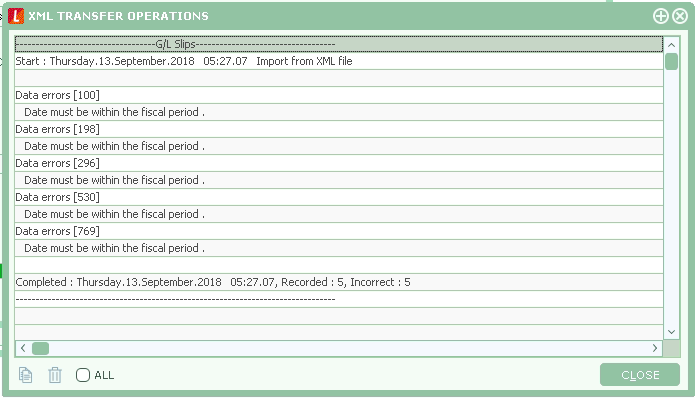 XML TRANSFER OPERATIONS
-----------------------------------G/L Slips-----------------------------------
Start : Thursday.13.September.2018 05:27.07 Import from XML file
Data errors [100]
Date must be within the fiscal period .
Data errors [198]
Date must be within the fiscal period .
Data errors [296]
Date must be within the fiscal period .
Data errors [530]
Date must be within the fiscal period .
Data errors [769]
Date must be within the fiscal period .
Completed : Thursday.13.September.2018 05:27.07, Recorded : 5, Incorrect : 5
--------------------------------------------------------------------------------
ALL
CLOSE